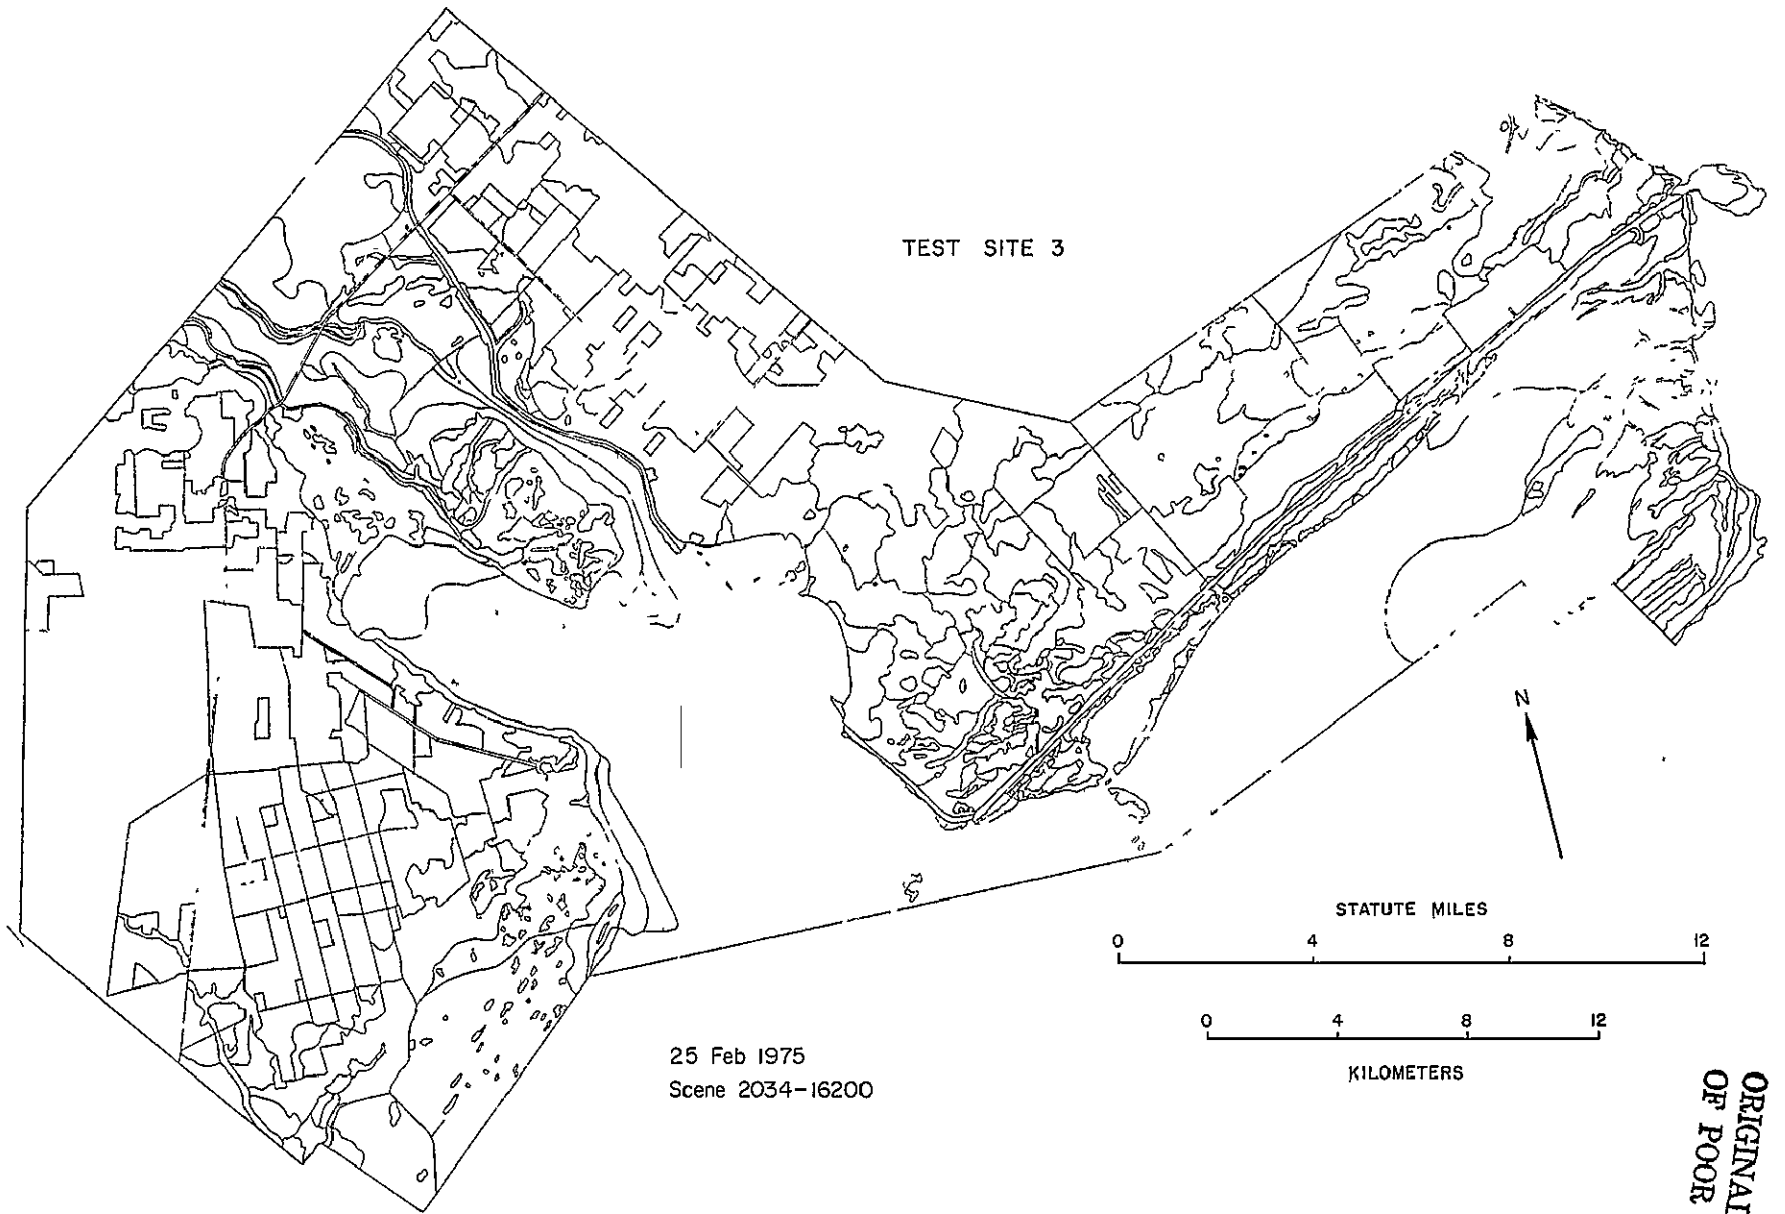 TEST SITE 3
N
STATUTE MILES
0 4 8 12
0 4 8 12
KILOMETERS
25 Feb 1975
Scene 2034-16200
ORIGINAL
OF POOR